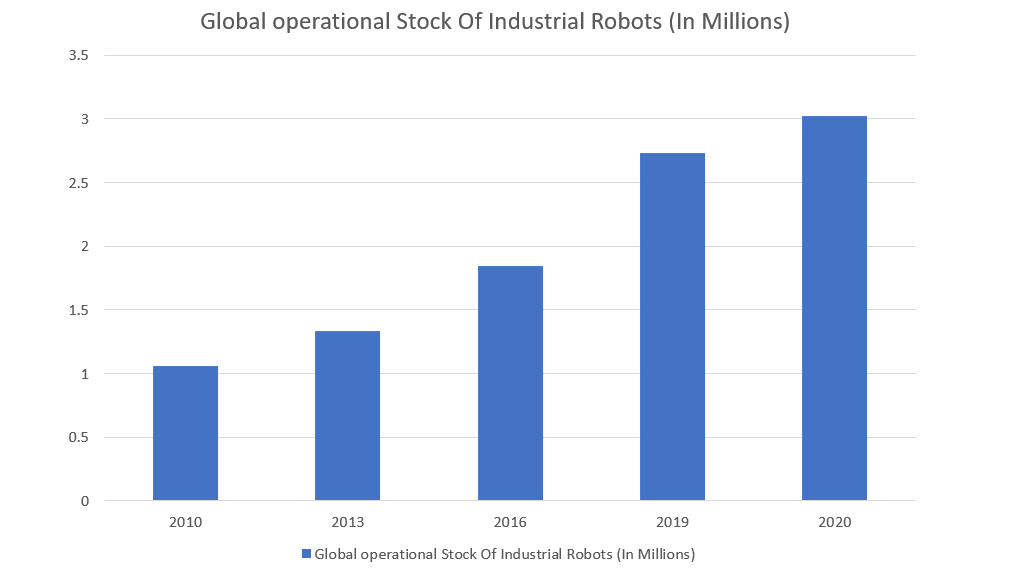 Global operational Stock Of Industrial Robots (In Millions)
3.5
3
2.5
2
1.5
1
0.5
0
2010 2013 2016 2019 2020
Global operational Stock Of Industrial Robots (In Millions)